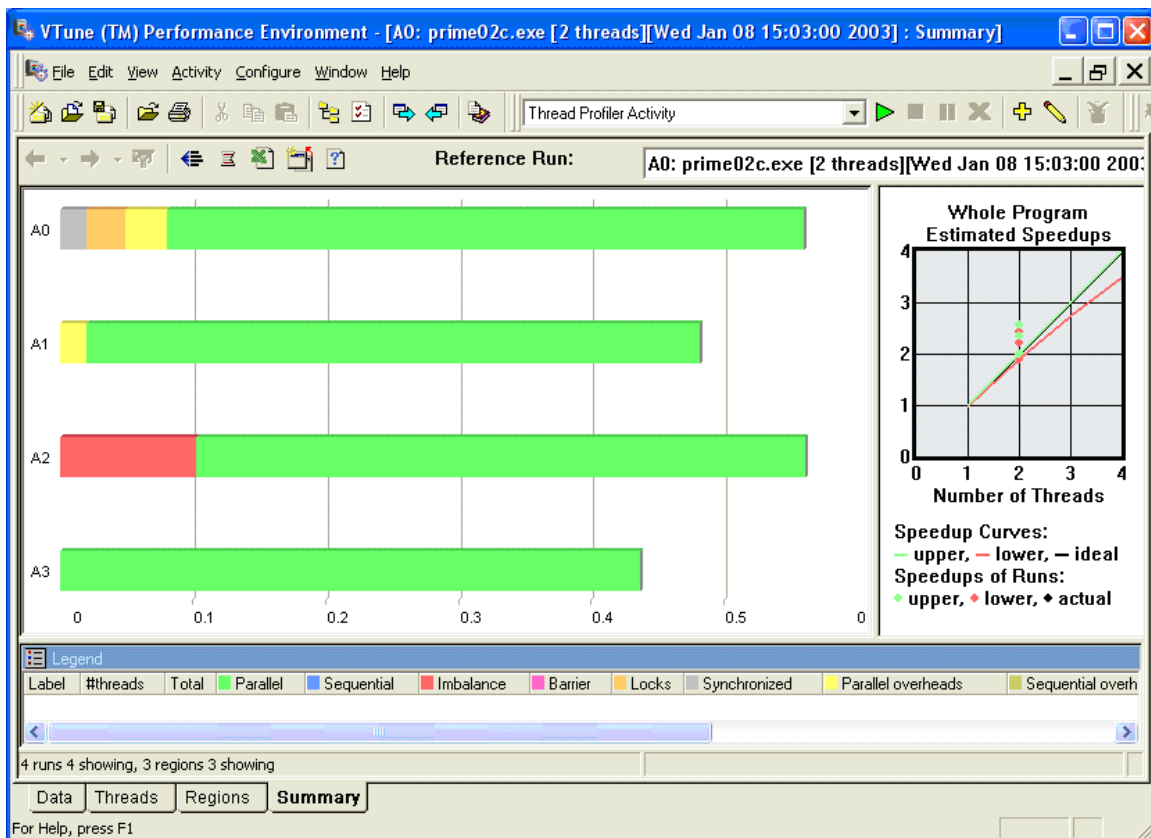 VTune (TM) Performance Environment - [A0: prime02c.exe [2 threads][Wed Jan 08 15:03:00 2003] : Summary]
File Edit View Activity Configure Window Help
Thread Profiler Activity
Reference Run: A0: prime02c.exe [2 threads][Wed Jan 08 15:03:00 2003
A0
A1
A2
A3
0 0.1 0.2 0.3 0.4 0.5 0
Whole Program
Estimated Speedups
4
3
2
1
0
0 1 2 3 4
Number of Threads
Speedup Curves:
upper, lower, ideal
Speedups of Runs:
upper, lower, actual
Legend
Label #threads Total Parallel Sequential Imbalance Barrier Locks Synchronized Parallel overheads Sequential overh
4 runs 4 showing, 3 regions 3 showing
Data Threads Regions Summary
For Help, press F1